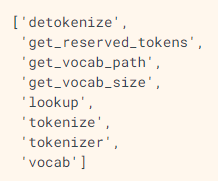 ['detokenize',
'get_reserved_tokens',
'get_vocab_path',
'get_vocab_size',
'lookup',
'tokenize',
'tokenizer',
'vocab']